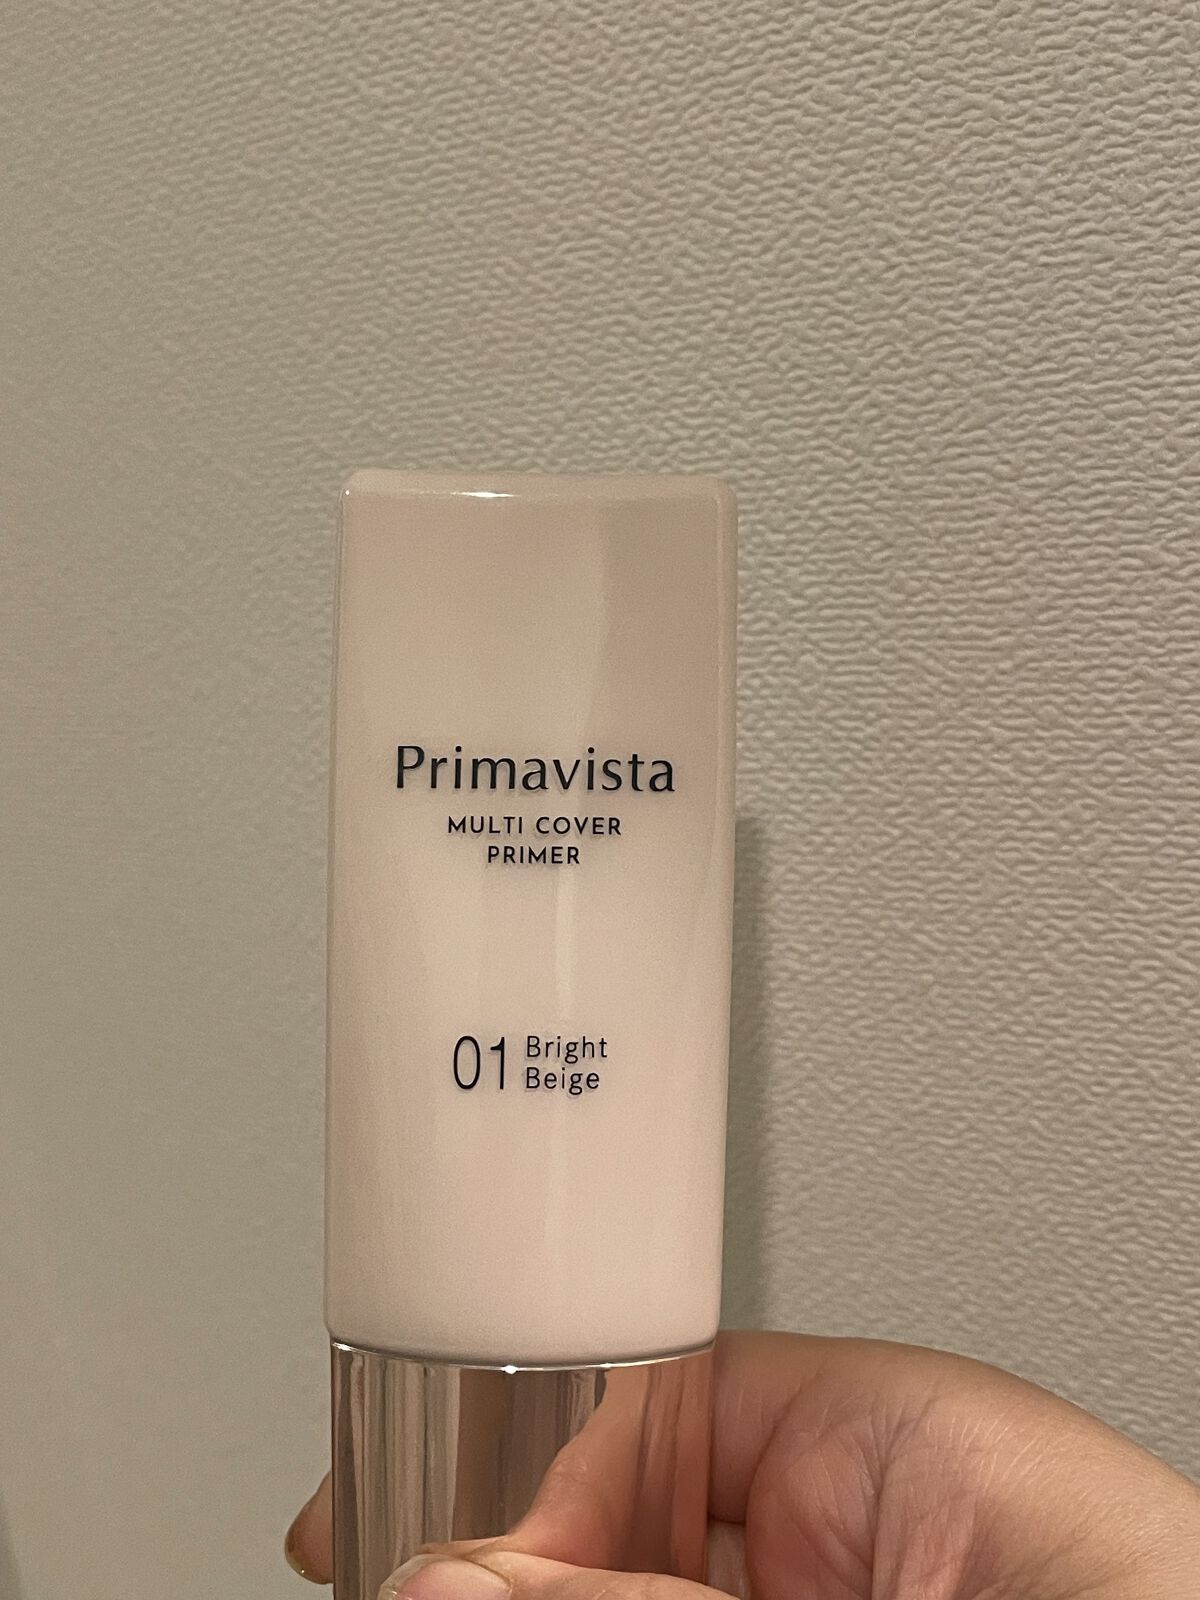 Primavista
MULTI COVER
PRIMER
01 Bright
Beige